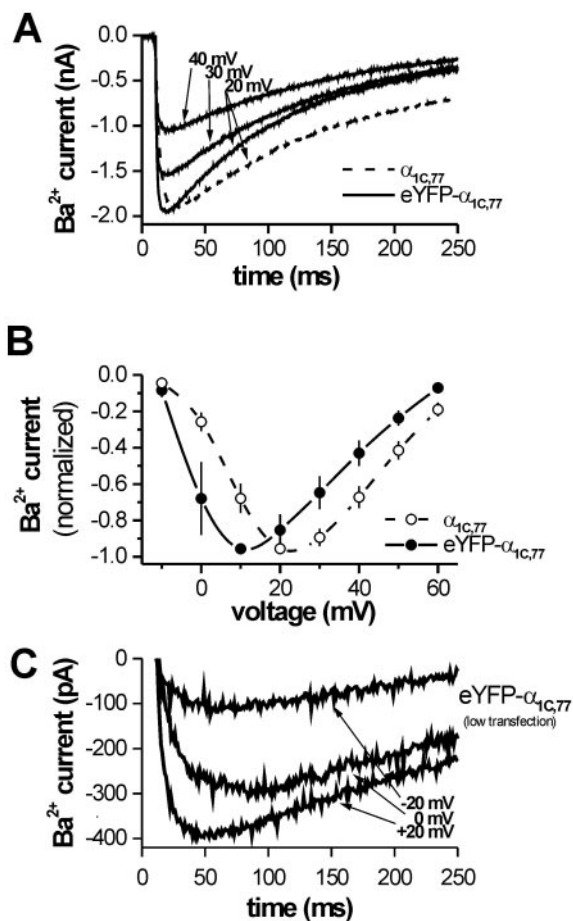 A
Ba²⁺ current (nA)
0.0
-0.5
-1.0
-1.5
-2.0
40 mV
30 mV
20 mV
α1C,77
eYFP-α1C,77
0 50 100 150 200 250
time (ms)
B
Ba²⁺ current
(normalized)
0.0
-0.2
-0.4
-0.6
-0.8
-1.0
α1C,77
eYFP-α1C,77
0 20 40 60
voltage (mV)
C
Ba²⁺ current (pA)
0
-100
-200
-300
-400
eYFP-α1C,77
(low transfection)
-20 mV
0 mV
+20 mV
0 50 100 150 200 250
time (ms)